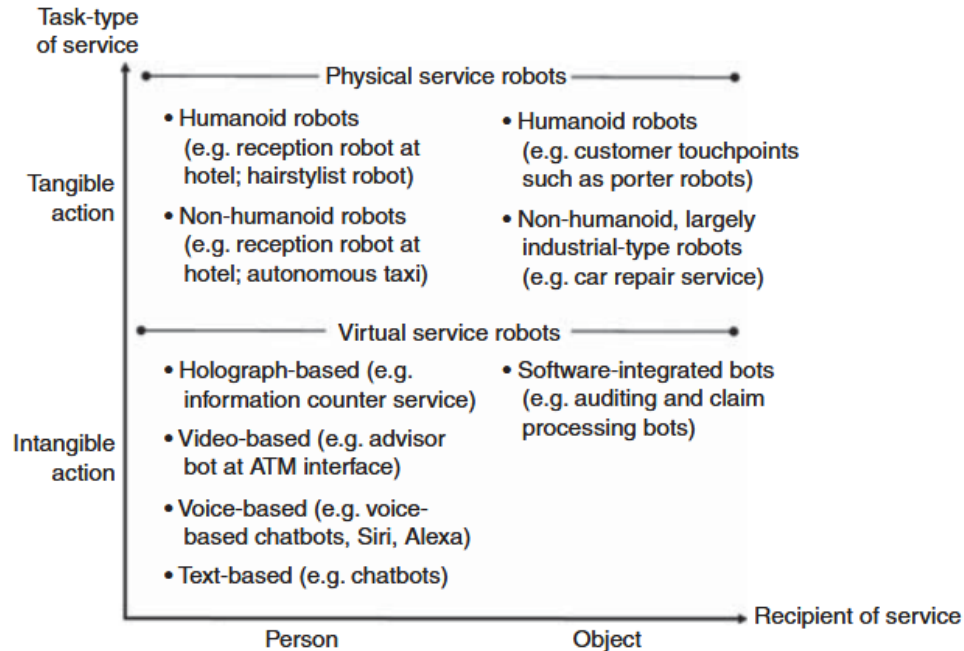 Task-type
of service
Physical service robots
• Humanoid robots
(e.g. reception robot at
hotel; hairstylist robot)
• Non-humanoid robots
(e.g. reception robot at
hotel; autonomous taxi)
• Humanoid robots
(e.g. customer touchpoints
such as porter robots)
• Non-humanoid, largely
industrial-type robots
(e.g. car repair service)
Tangible
action
Virtual service robots
• Holograph-based (e.g.
information counter service)
• Video-based (e.g. advisor
bot at ATM interface)
• Voice-based (e.g. voice-
based chatbots, Siri, Alexa)
• Text-based (e.g. chatbots)
• Software-integrated bots
(e.g. auditing and claim
processing bots)
Intangible
action
Recipient of service
Person
Object